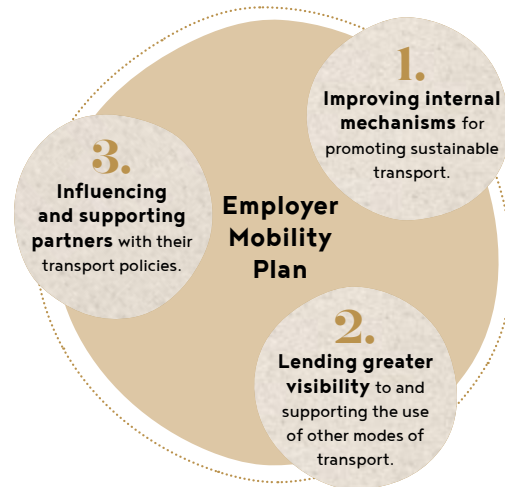 Employer
Mobility
Plan
1.
Improving internal
mechanisms for
promoting sustainable
transport.
2.
Lending greater
visibility to and
supporting the use
of other modes of
transport.
3.
Influencing
and supporting
partners with their
transport policies.